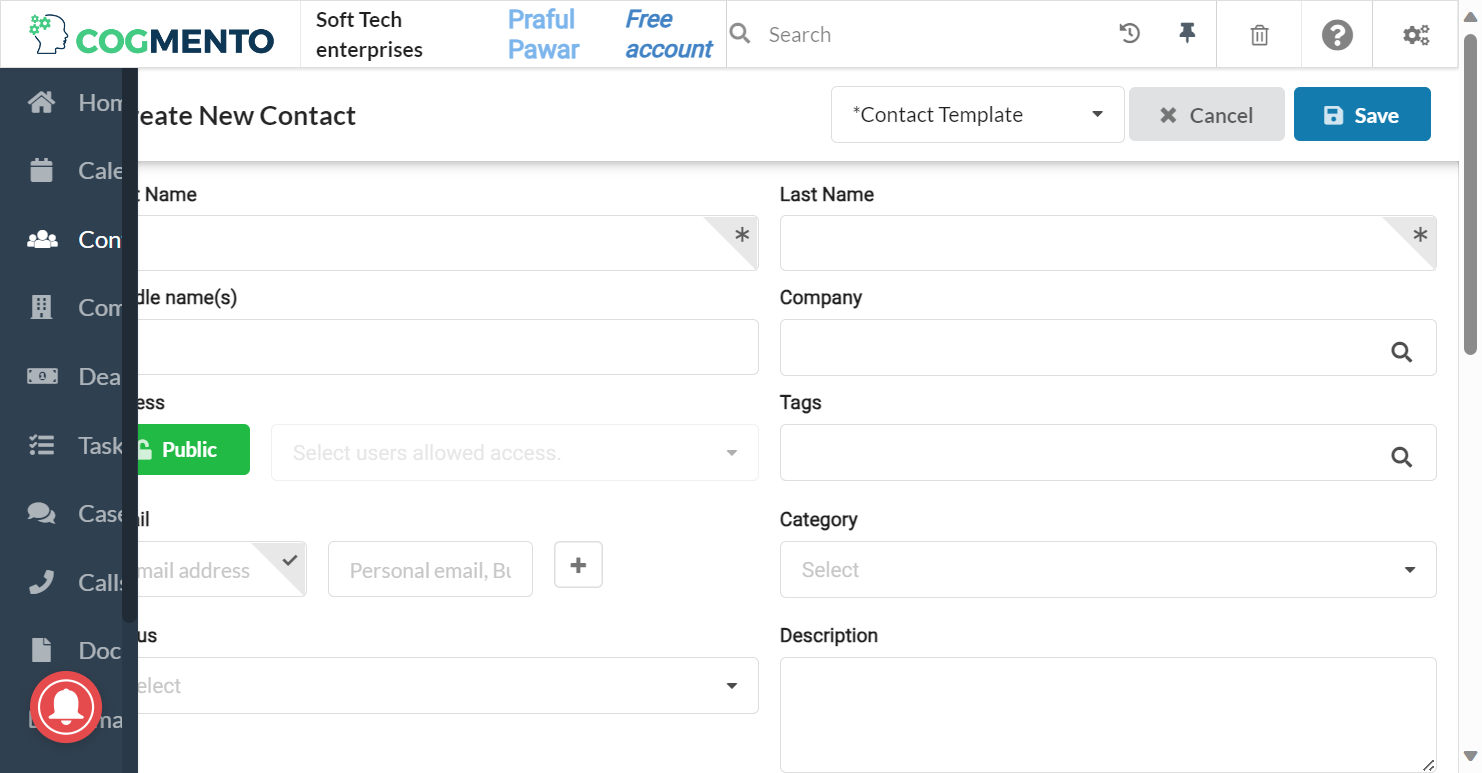 COGMENTO
Soft Tech
enterprises
Praful
Pawar
Free
account
Search
Hom
Cale
Con
Com
Dea
Task
Case
Calls
Doc
ma
reate New Contact
*Contact Template
Cancel
Save
t Name
*
Last Name
*
dle name(s)
Company
ess
Public
Select users allowed access.
Tags
ail
mail address
Personal email, Bu
+
Category
Select
us
elect
Description